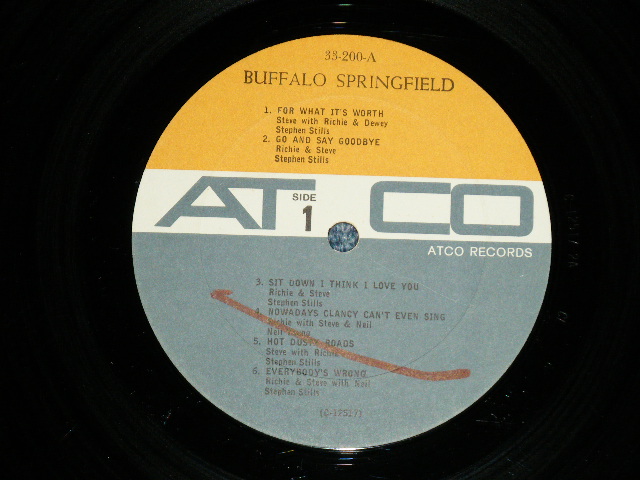 33-200-A
BUFFALO SPRINGFIELD
1. FOR WHAT IT'S WORTH
Steve with Richie & Dewey
Stephen Stills
2. GO AND SAY GOODBYE
Richie & Steve
Stephen Stills
ATCO
SIDE
1
ATCO RECORDS
3. SIT DOWN I THINK I LOVE YOU
Richie & Steve
Stephen Stills
4. NOWADAYS CLANCY CAN'T EVEN SING
Richie with Steve & Neil
Neil Young
5. HOT DUSTY ROADS
Steve with Richie
Stephen Stills
6. EVERYBODY'S WRONG
Richie & Steve with Neil
Stephen Stills
(C-12517)